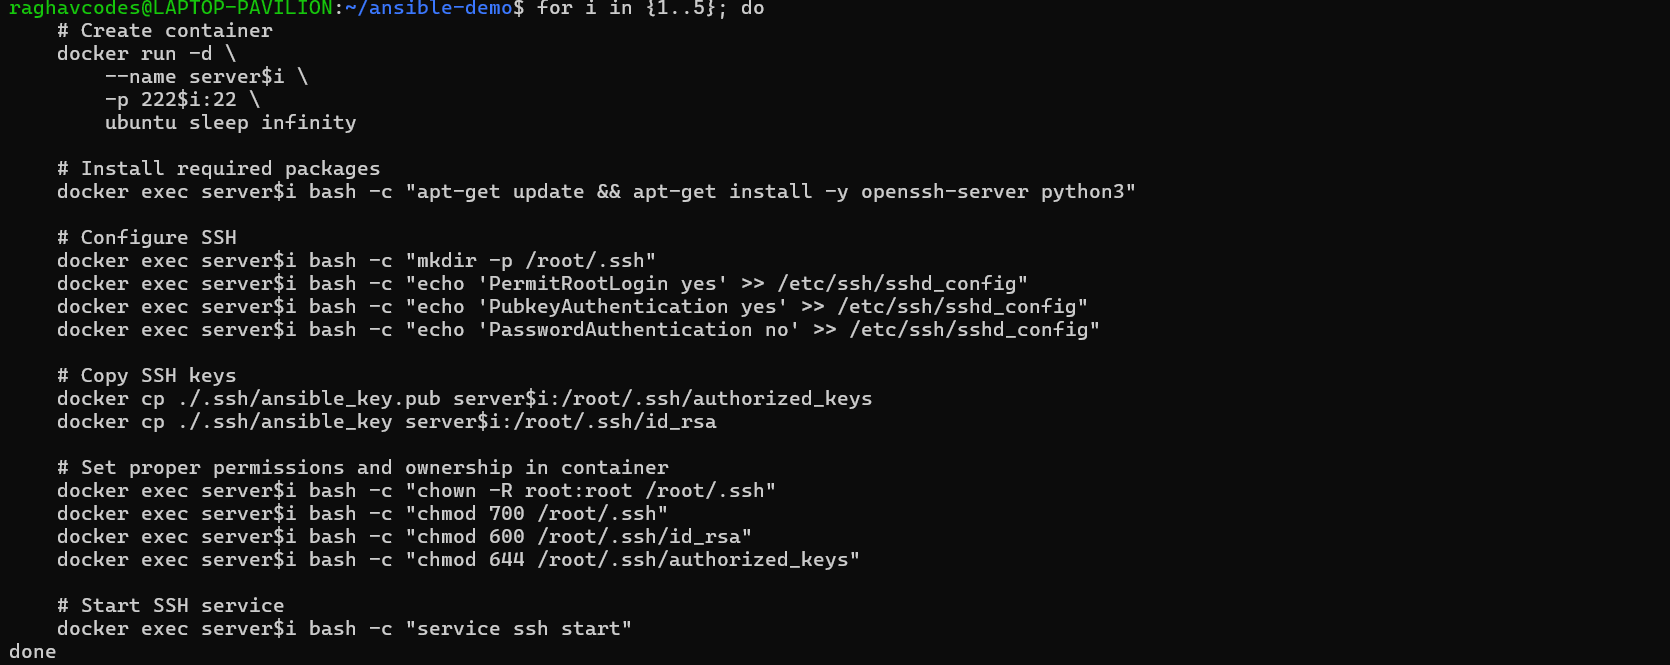 raghavcodes@LAPTOP-PAVILION:~/ansible-demo$ for i in {1..5}; do
    # Create container
    docker run -d \
        --name server$i \
        -p 222$i:22 \
        ubuntu sleep infinity

    # Install required packages
    docker exec server$i bash -c "apt-get update && apt-get install -y openssh-server python3"

    # Configure SSH
    docker exec server$i bash -c "mkdir -p /root/.ssh"
    docker exec server$i bash -c "echo 'PermitRootLogin yes' >> /etc/ssh/sshd_config"
    docker exec server$i bash -c "echo 'PubkeyAuthentication yes' >> /etc/ssh/sshd_config"
    docker exec server$i bash -c "echo 'PasswordAuthentication no' >> /etc/ssh/sshd_config"

    # Copy SSH keys
    docker cp ./.ssh/ansible_key.pub server$i:/root/.ssh/authorized_keys
    docker cp ./.ssh/ansible_key server$i:/root/.ssh/id_rsa

    # Set proper permissions and ownership in container
    docker exec server$i bash -c "chown -R root:root /root/.ssh"
    docker exec server$i bash -c "chmod 700 /root/.ssh"
    docker exec server$i bash -c "chmod 600 /root/.ssh/id_rsa"
    docker exec server$i bash -c "chmod 644 /root/.ssh/authorized_keys"

    # Start SSH service
    docker exec server$i bash -c "service ssh start"
done